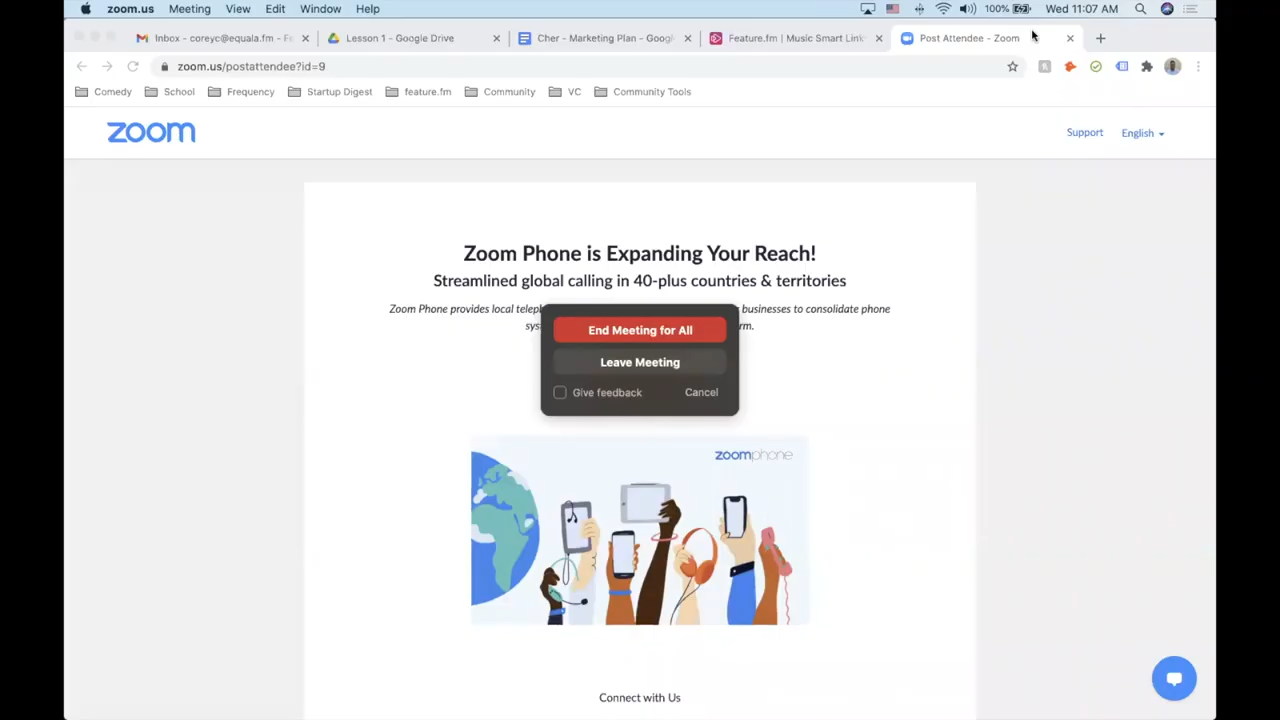 zoom.us Meeting View Edit Window Help 100% Wed 11:07 AM
Inbox - coreyc@equala.fm - Fe Lesson 1 - Google Drive Cher - Marketing Plan - Googl Feature.fm | Music Smart Link Post Attendee - Zoom
zoom.us/postattendee?id=9
Comedy School Frequency Startup Digest feature.fm Community VC Community Tools
zoom Support English
Zoom Phone is Expanding Your Reach!
Streamlined global calling in 40-plus countries & territories
Zoom Phone provides local teleph businesses to consolidate phone
sys rm.
End Meeting for All
Leave Meeting
Give feedback Cancel
zoomphone
Connect with Us